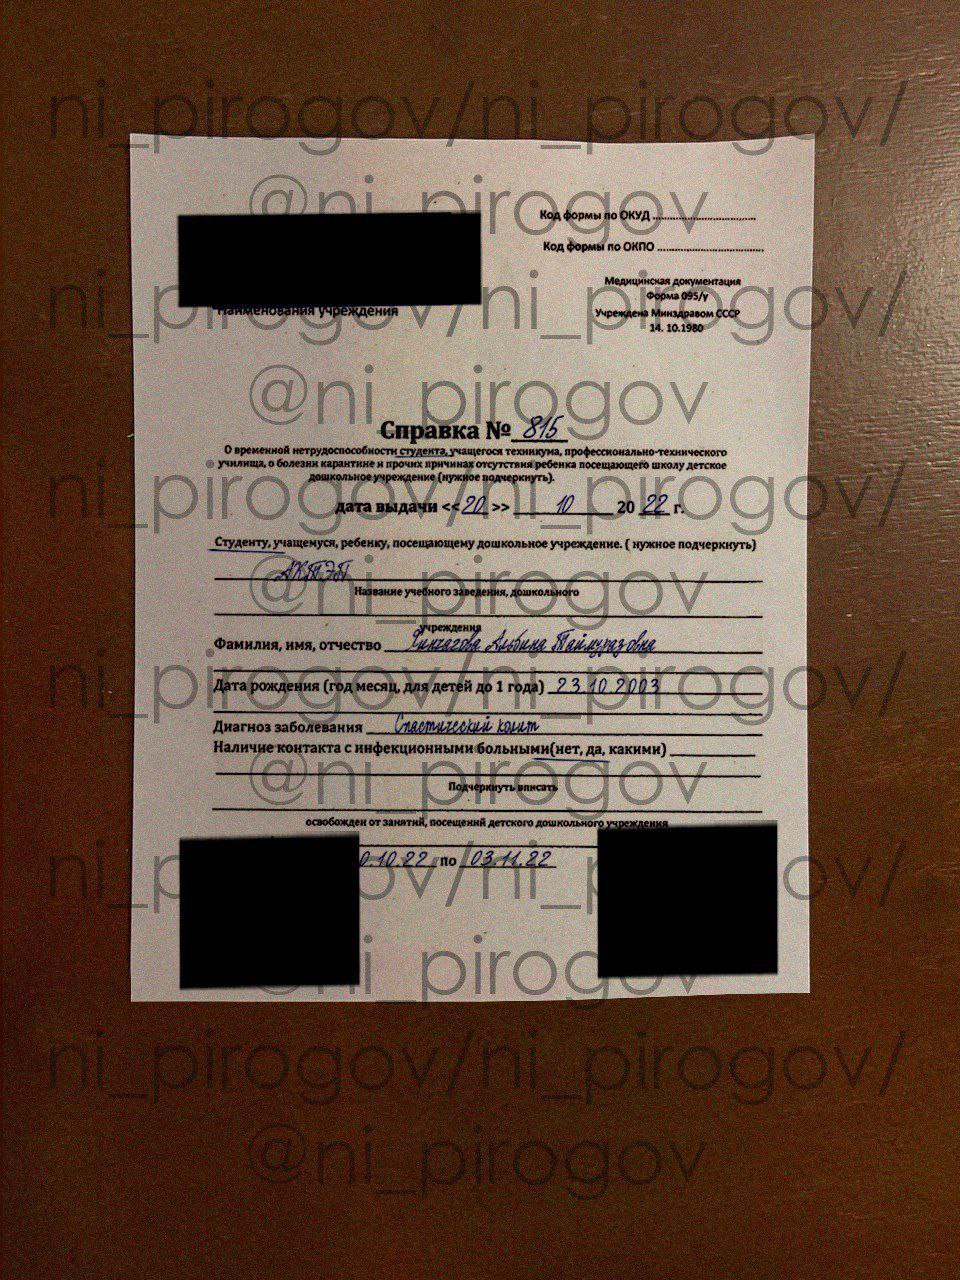 ni_pirogov/ni_pirogov/
@ni_pirogov
Код формы по ОКУД
Код формы по ОКПО
ni_pirogov/ni_pirogov/
Медицинская документация
Форма 095/у
Наименования учреждения
Учреждена Минздравом СССР
14. 10.1980
@ni_pirogov
Справка № 815
О временной нетрудоспособности студента, учащегося техникума, профессионально-технического
училища, о болезни карантине и прочих причинах отсутствия ребенка посещающего школу детское
дошкольное учреждение (нужное подчеркнуть).
ni_pirogov/ni_pirogov/
дата выдачи <<20 >> 10 20 22 г.
Студенту, учащемуся, ребенку, посещающему дошкольное учреждение. ( нужное подчеркнуть)
АКТЭТ
@ni_pirogov
Название учебного заведения, дошкольного
учреждения
Фамилия, имя, отчество Альбина Таймуразовна
ni_pirogov/ni_pirogov/
Дата рождения (год месяц, для детей до 1 года) 23.10.2003
Диагноз заболевания Спастический колит
Наличие контакта с инфекционными больными(нет, да, какими)
@ni_pirogov
Подчеркнуть вписать
освобожден от занятий, посещений детского дошкольного учреждения
0.10.22 по 03.11.22
ni_pirogov/ni_pirogov/
@ni_pirogov
ni_pirogov/ni_pirogov/
@ni_pirogov